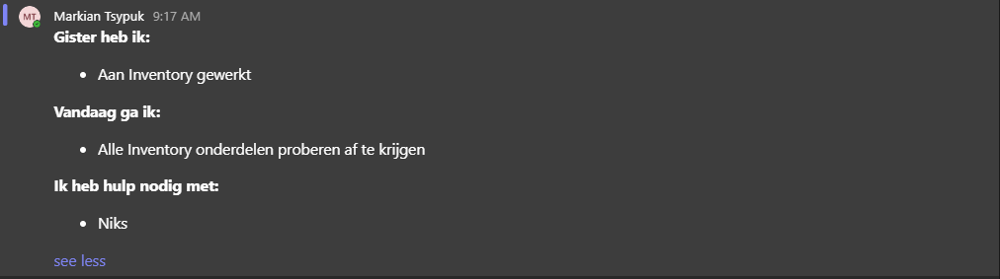 MT Markian Tsypuk 9:17 AM
Gister heb ik:
• Aan Inventory gewerkt
Vandaag ga ik:
• Alle Inventory onderdelen proberen af te krijgen
Ik heb hulp nodig met:
• Niks
see less